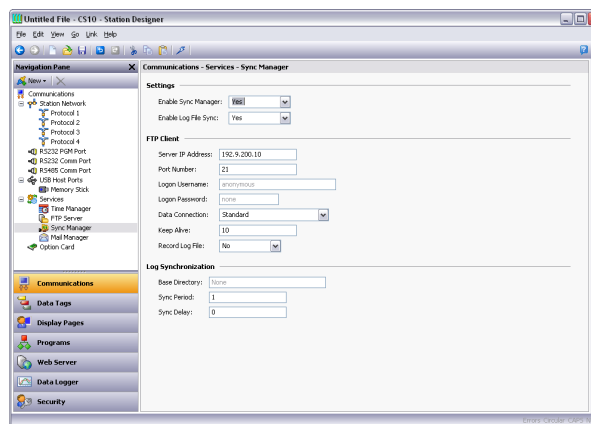 Untitled File - CS10 - Station Designer
File Edit View Go Link Help
Navigation Pane
New
Communications
Station Network
Protocol 1
Protocol 2
Protocol 3
Protocol 4
RS232 PGM Port
RS232 Comm Port
RS485 Comm Port
USB Host Ports
Memory Stick
Services
Time Manager
FTP Server
Sync Manager
Mail Manager
Option Card
Communications
Data Tags
Display Pages
Programs
Web Server
Data Logger
Security
Communications - Services - Sync Manager
Settings
Enable Sync Manager: Yes
Enable Log File Sync: Yes
FTP Client
Server IP Address: 192.9.200.10
Port Number: 21
Logon Username: anonymous
Logon Password: none
Data Connection: Standard
Keep Alive: 10
Record Log File: No
Log Synchronization
Base Directory: None
Sync Period: 1
Sync Delay: 0
Errors Circular CAPS